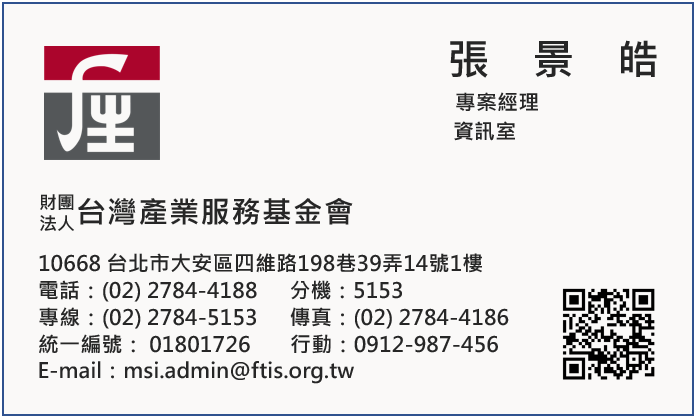 張 景 皓
專案經理
資訊室
財團法人台灣產業服務基金會
10668 台北市大安區四維路198巷39弄14號1樓
電話：(02) 2784-4188 分機：5153
專線：(02) 2784-5153 傳真：(02) 2784-4186
統一編號： 01801726 行動：0912-987-456
E-mail：msi.admin@ftis.org.tw